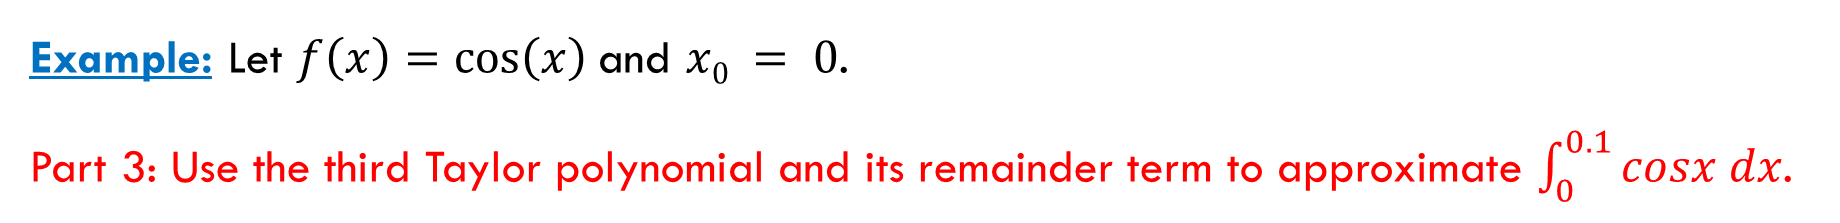 Example: Let f(x) = cos(x) and x₀ = 0.
Part 3: Use the third Taylor polynomial and its remainder term to approximate ∫₀^0.1 cosx dx.